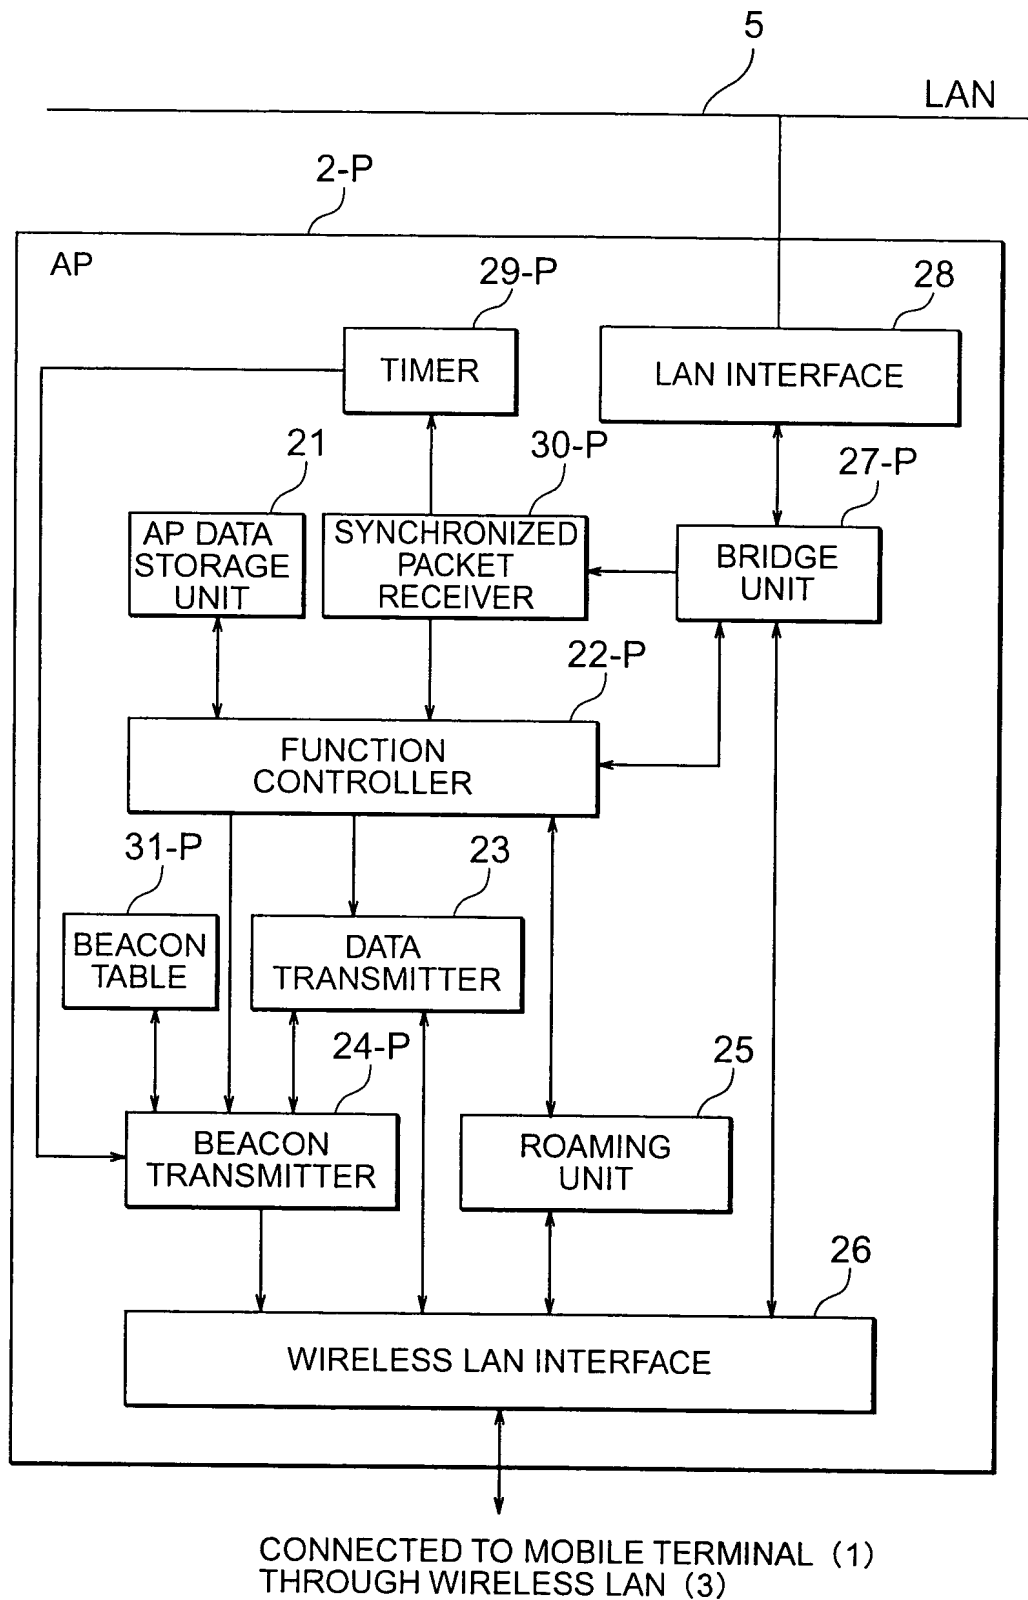 5
LAN
2-P
AP
29-P
28
TIMER
LAN INTERFACE
21
30-P
27-P
AP DATA
STORAGE
UNIT
SYNCHRONIZED
PACKET
RECEIVER
BRIDGE
UNIT
22-P
FUNCTION
CONTROLLER
31-P
23
BEACON
TABLE
DATA
TRANSMITTER
24-P
25
BEACON
TRANSMITTER
ROAMING
UNIT
26
WIRELESS LAN INTERFACE
CONNECTED TO MOBILE TERMINAL (1)
THROUGH WIRELESS LAN (3)